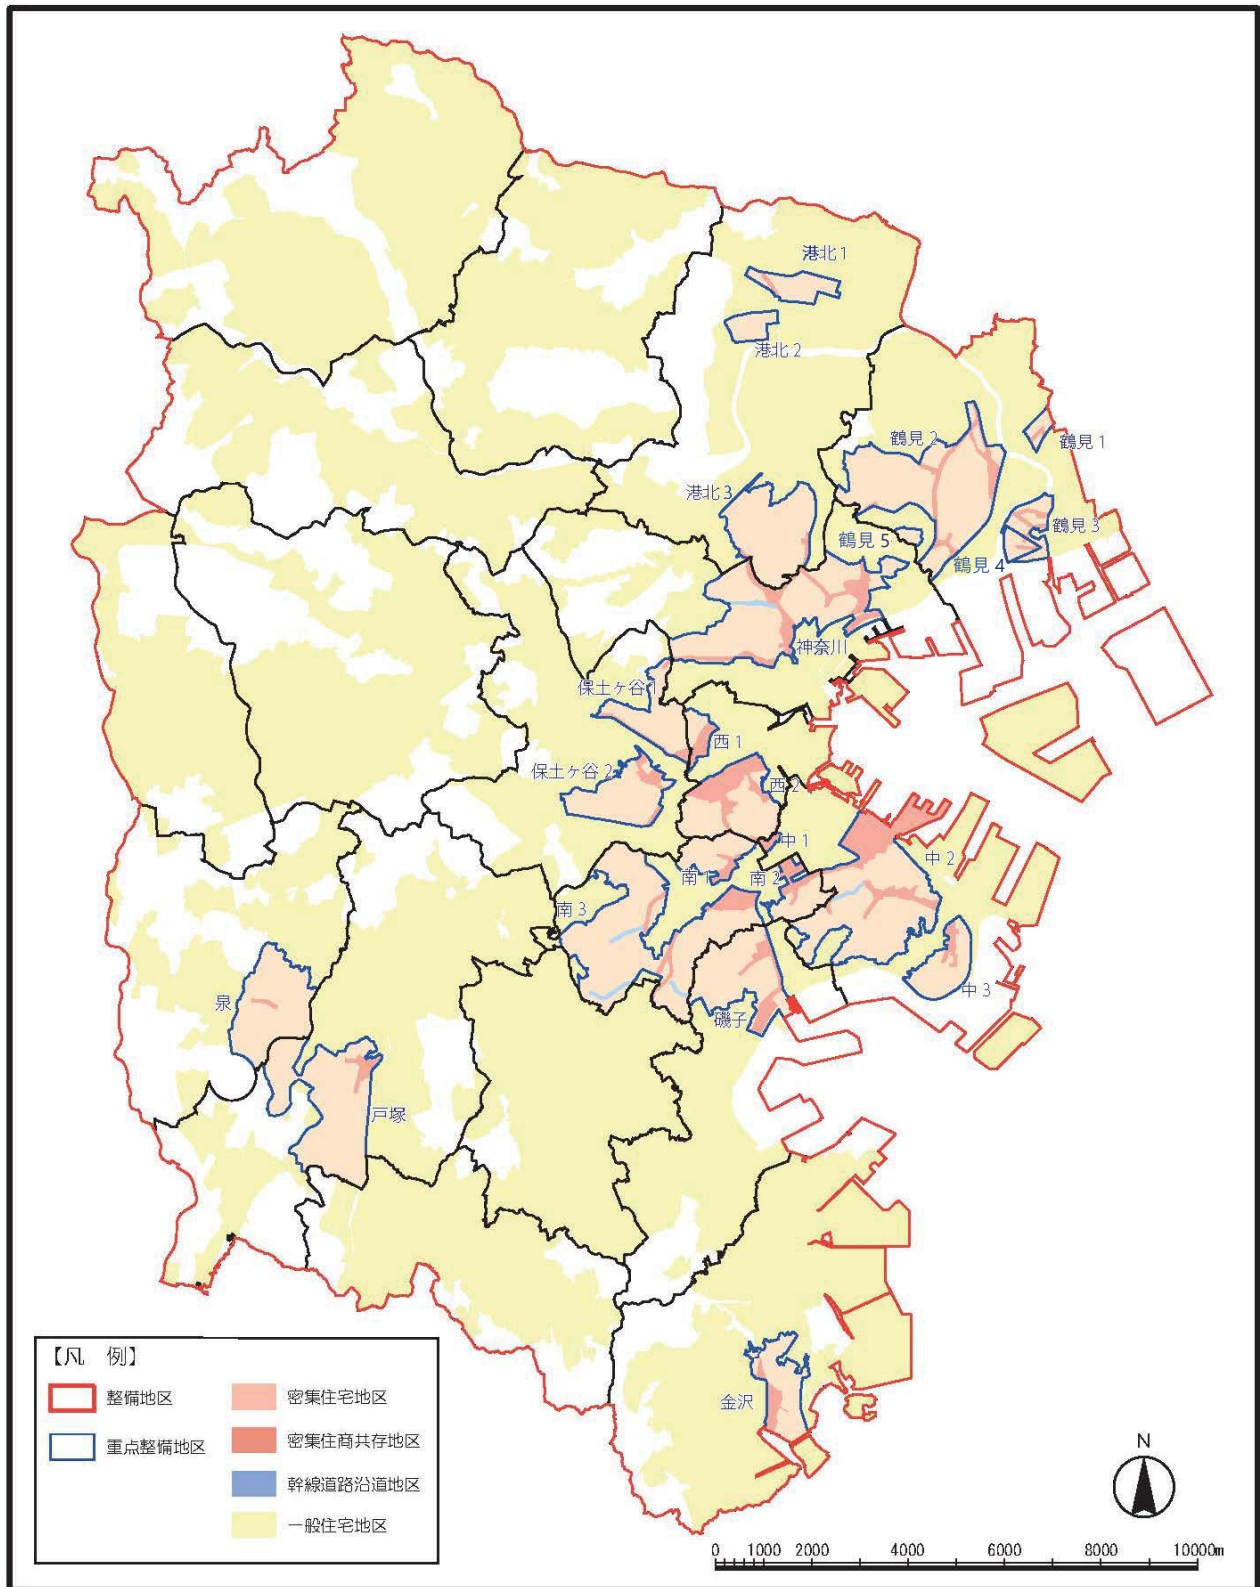 港北1
港北2
鶴見1
鶴見2
港北3
鶴見3
鶴見5
鶴見4
神奈川
保土ヶ谷1
西1
保土ヶ谷2
西2
中1
中2
南1
南2
南3
中3
泉
磯子
戸塚
金沢
【凡 例】
整備地区
重点整備地区
密集住宅地区
密集住商共存地区
幹線道路沿道地区
一般住宅地区
N
0 1000 2000 4000 6000 8000 10000m